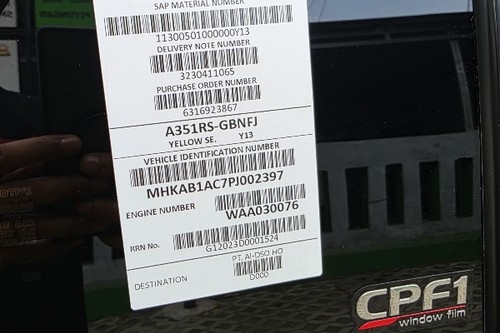 SAP MATERIAL NUMBER
11300501000000Y13
DELIVERY NOTE NUMBER
3230411065
PURCHASE ORDER NUMBER
6316923867
A351RS-GBNFJ
YELLOW SE. Y13
VEHICLE IDENTIFICATION NUMBER
MHKAB1AC7PJ002397
ENGINE NUMBER
WAA030076
RRN No.
G12023D0001524
PT. AI-DSO HO
DESTINATION
D000
CPF1
window film